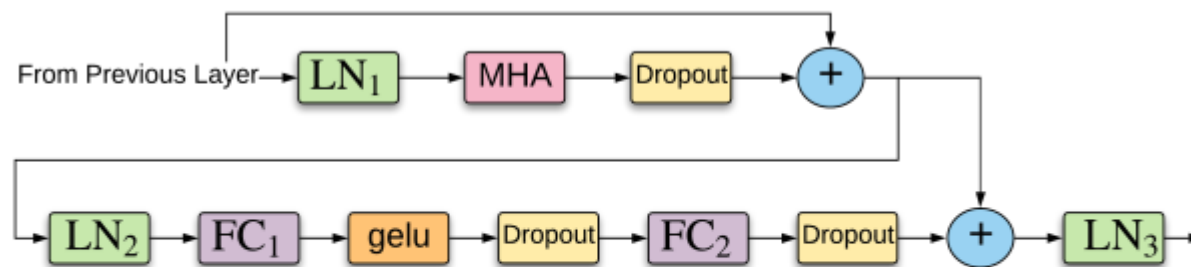 From Previous Layer LN₁ MHA Dropout +
LN₂ FC₁ gelu Dropout FC₂ Dropout + LN₃